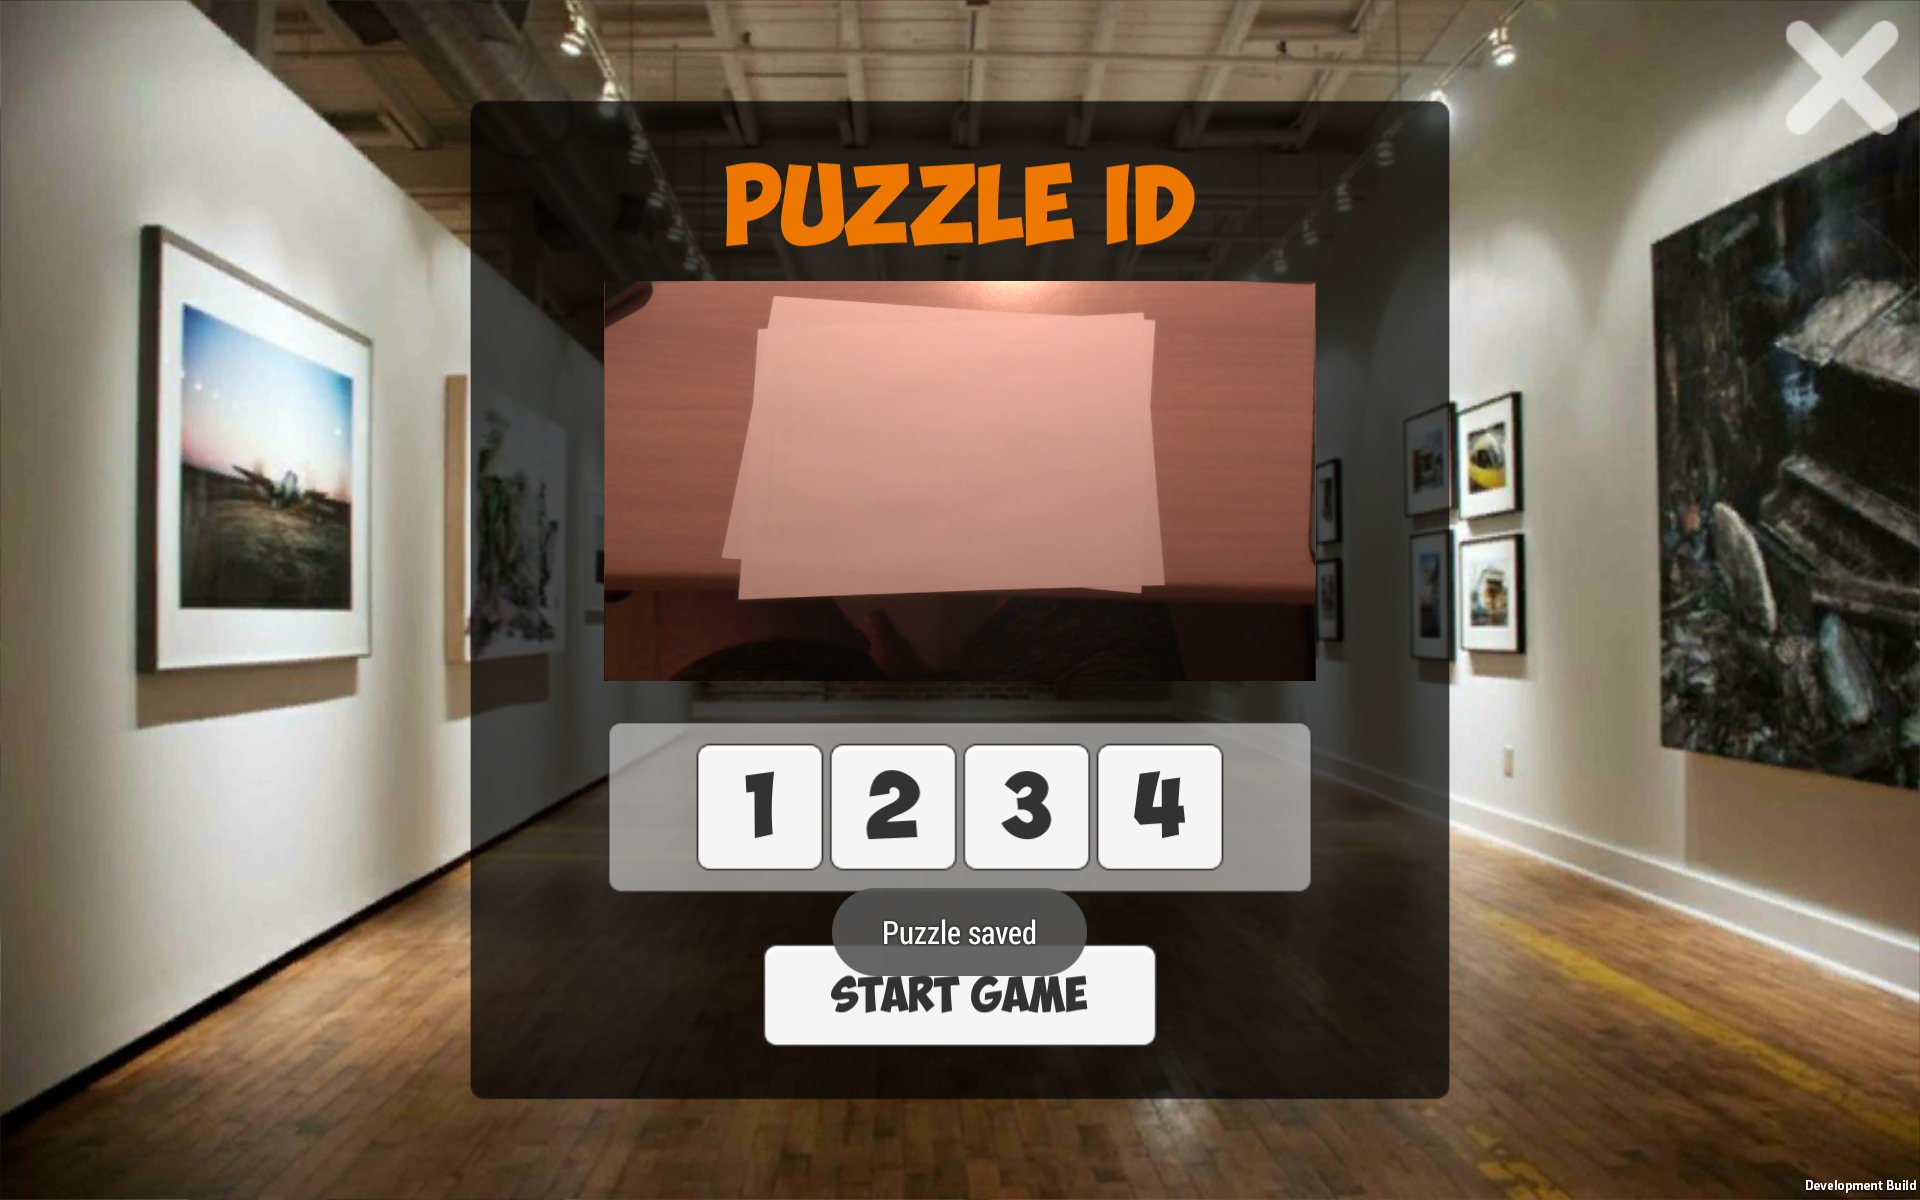 PUZZLE ID
1 2 3 4
Puzzle saved
START GAME
Development Build